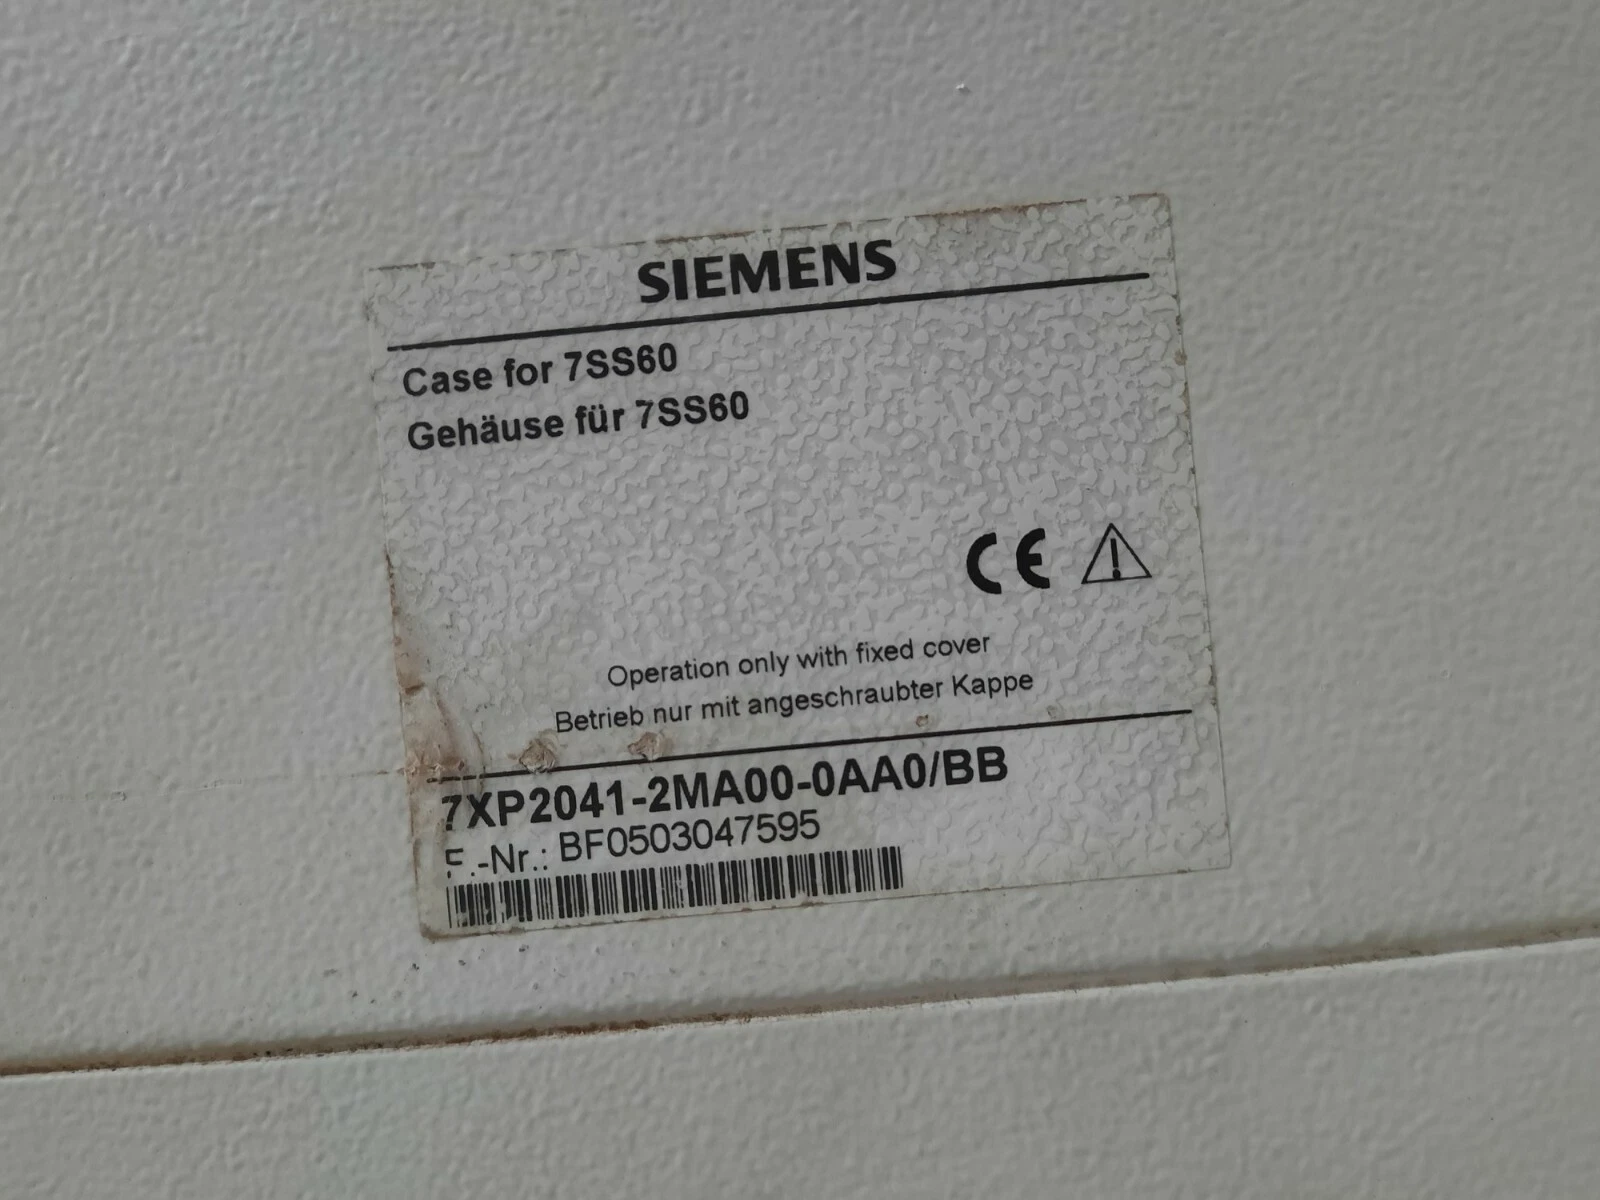 SIEMENS
Case for 7SS60
Gehäuse für 7SS60
CE
Operation only with fixed cover
Betrieb nur mit angeschraubter Kappe
7XP2041-2MA00-0AA0/BB
F.-Nr.: BF0503047595